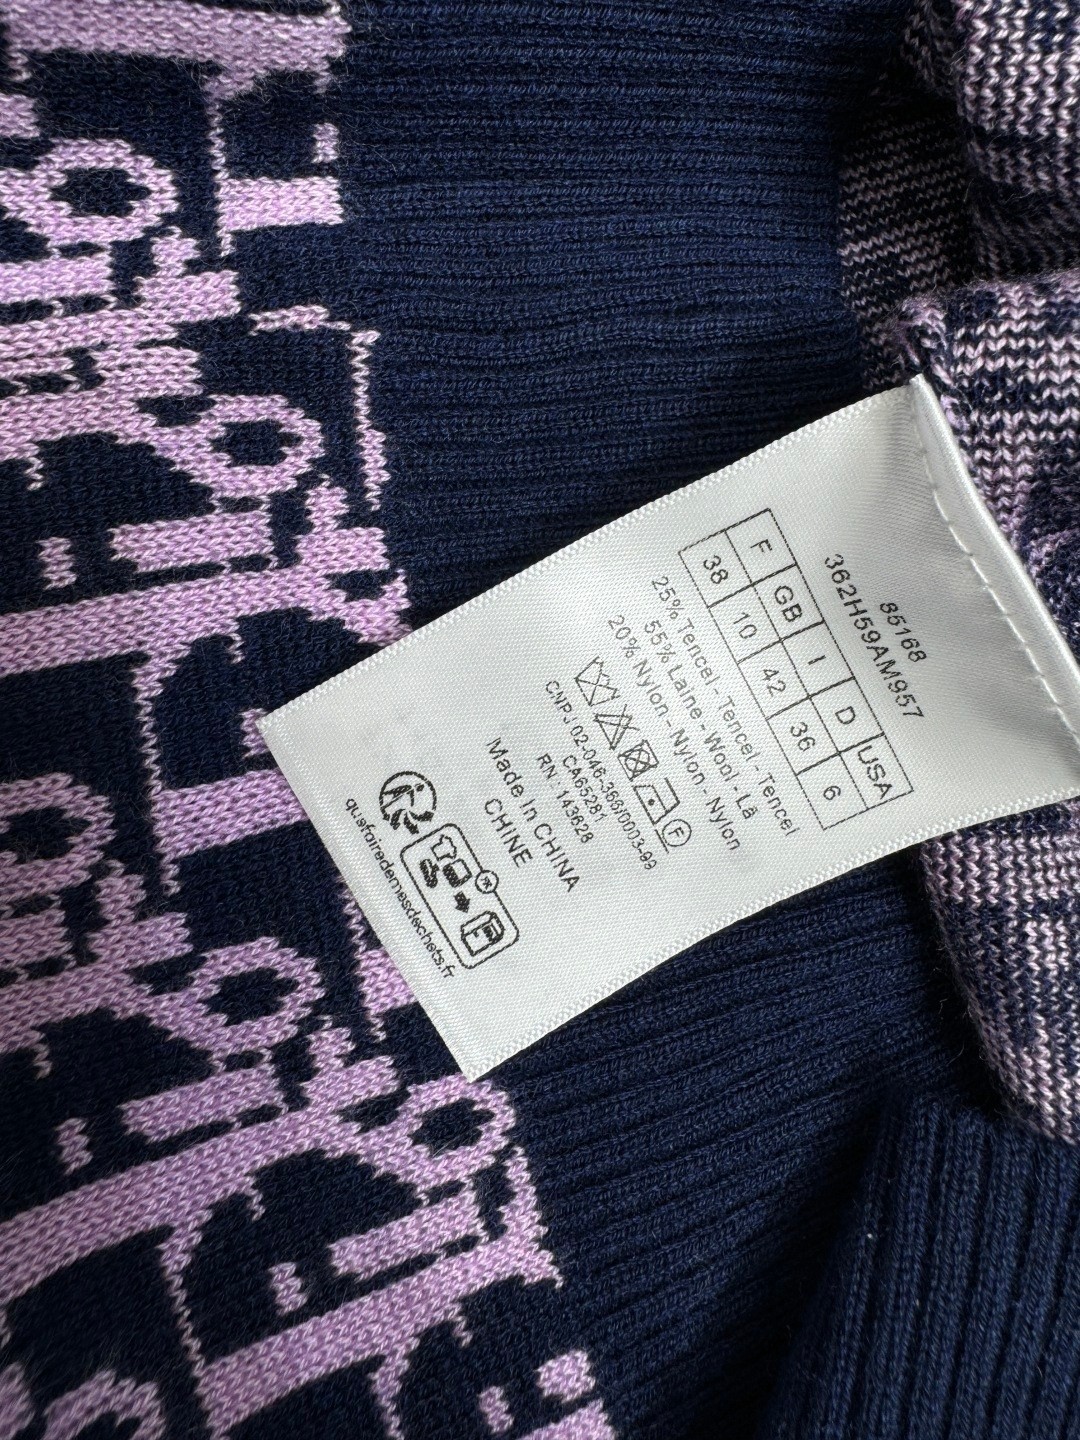 85168
362H59AM957
F GB I D USA
38 10 42 36 6
25% Tencel - Tencel - Tencel
55% Laine - Wool - Lã
20% Nylon - Nylon - Nylon
F
CNPJ 02-046-366/0003-99
CA65281
RN : 143628
Made In CHINA
CHINE
quefairedemesdechets.fr